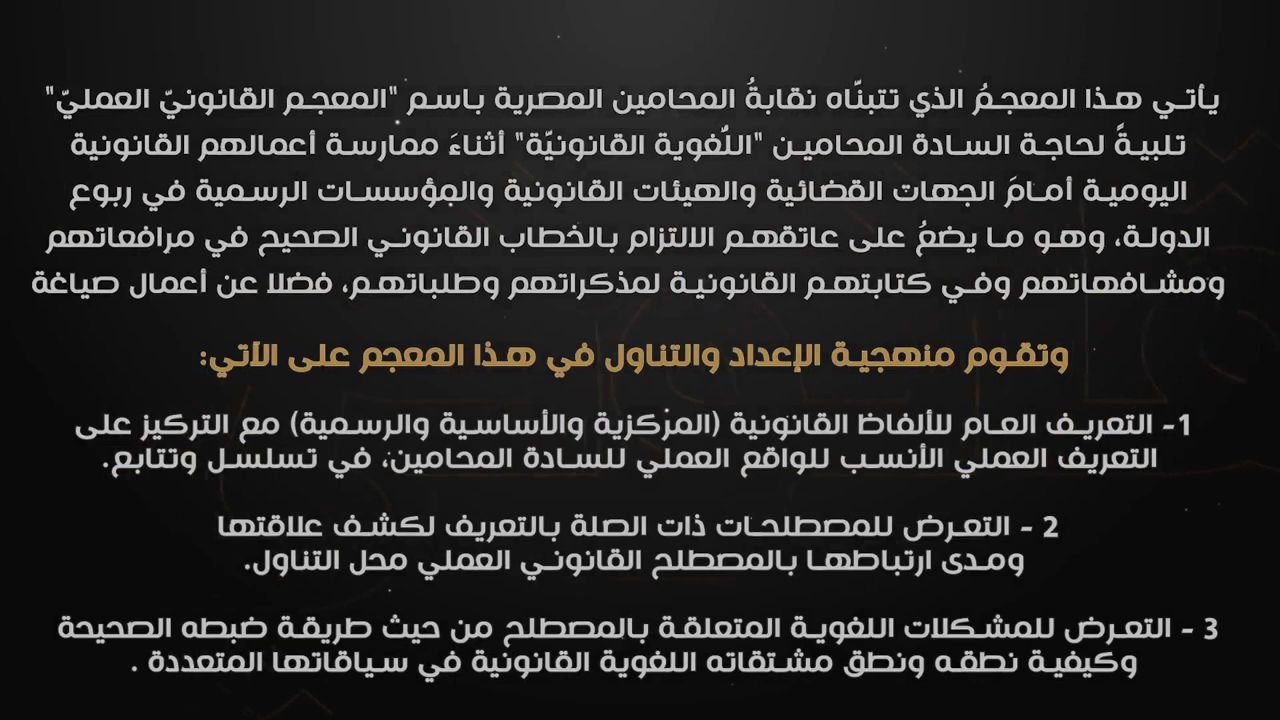 يأتي هذا المعجمُ الذي تتبنّاه نقابةُ المحامين المصرية باسم "المعجم القانونيّ العمليّ"
تلبيةً لحاجة السادة المحامين "اللُّغوية القانونيّة" أثناءَ ممارسة أعمالهم القانونية
اليومية أمامَ الجهات القضائية والهيئات القانونية والمؤسسات الرسمية في ربوع
الدولة، وهو ما يضعُ على عاتقهم الالتزام بالخطاب القانوني الصحيح في مرافعاتهم
ومشافهاتهم وفي كتابتهم القانونية لمذكراتهم وطلباتهم، فضلا عن أعمال صياغة
وتقوم منهجية الإعداد والتناول في هذا المعجم على الآتي:
1- التعريف العام للألفاظ القانونية (المركزية والأساسية والرسمية) مع التركيز على
التعريف العملي الأنسب للواقع العملي للسادة المحامين، في تسلسل وتتابع.
2 - التعرض للمصطلحات ذات الصلة بالتعريف لكشف علاقتها
ومدى ارتباطها بالمصطلح القانوني العملي محل التناول.
3 - التعرض للمشكلات اللغوية المتعلقة بالمصطلح من حيث طريقة ضبطه الصحيحة
وكيفية نطقه ونطق مشتقاته اللغوية القانونية في سياقاتها المتعددة .